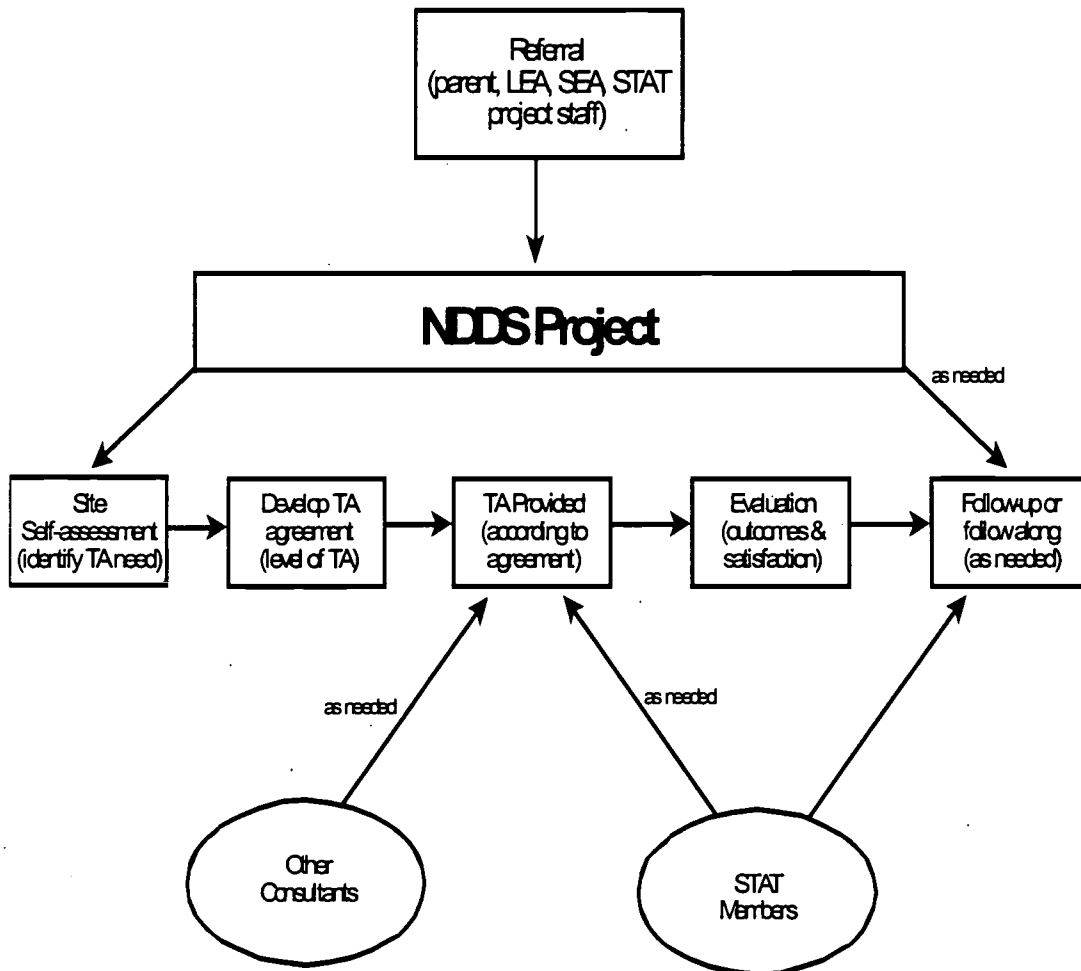 Referral
(parent, LEA, SEA, STAT
project staff)
NDDS Project
as needed
Site
Self-assessment
(identify TA need)
Develop TA
agreement
(level of TA)
TA Provided
(according to
agreement)
Evaluation
(outcomes &
satisfaction)
Follow-up or
follow along
(as needed)
as needed
as needed
Other
Consultants
STAT
Members